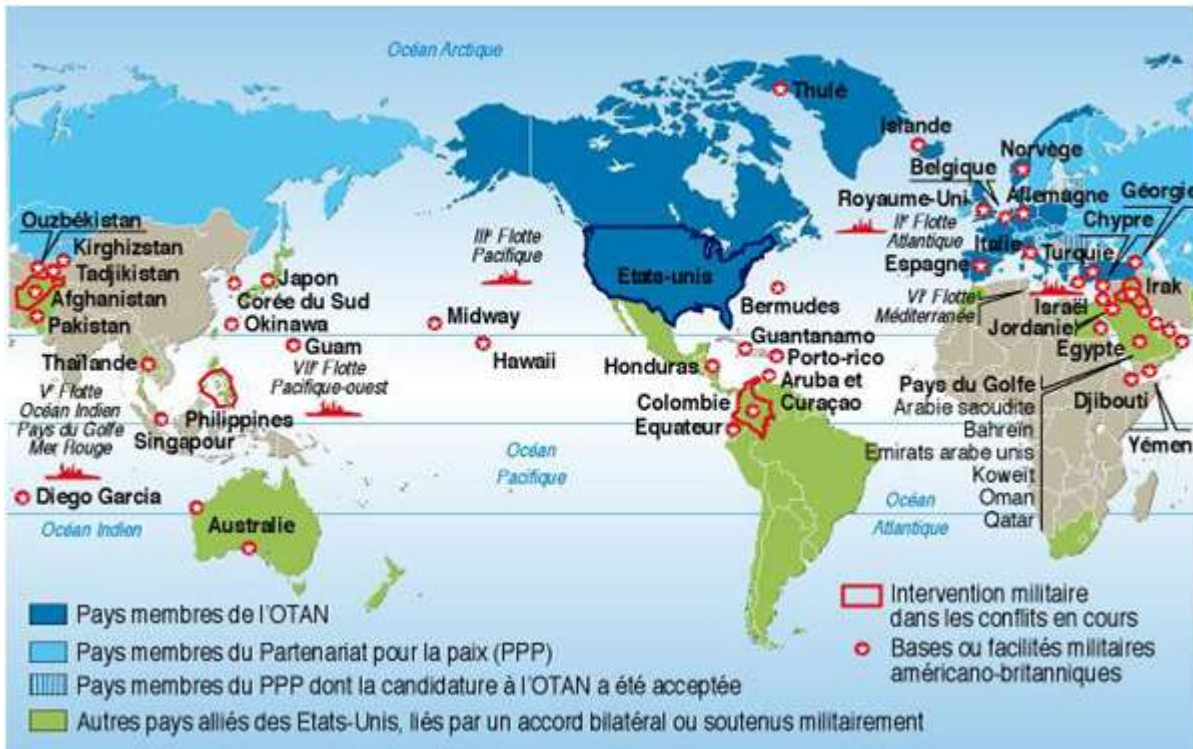 Océan Arctique
Thulé
Islande
Norvège
Belgique
Allemagne
Géorgie
Royaume-Uni
Chypre
IIᵉ Flotte
Atlantique
Italie
Turquie
Espagne
VIᵉ Flotte
Méditerranée
Israël
Irak
Jordaniel
Egypte
Ouzbékistan
Kirghizstan
Tadjikistan
Afghanistan
Pakistan
Japon
Corée du Sud
Okinawa
IIIᵉ Flotte
Pacifique
Etats-unis
Bermudes
Midway
Hawaii
Guam
VIIᵉ Flotte
Pacifique-ouest
Thaïlande
Philippines
Singapour
Vᵉ Flotte
Océan Indien
Pays du Golfe
Mer Rouge
Diego Garcia
Océan Indien
Australie
Guantanamo
Porto-rico
Honduras
Aruba et
Curaçao
Colombie
Equateur
Océan
Pacifique
Océan
Atlantique
Pays du Golfe
Arabie saoudite
Bahreïn
Emirats arabe unis
Koweït
Oman
Qatar
Djibouti
Yémen
Pays membres de l'OTAN
Pays membres du Partenariat pour la paix (PPP)
Pays membres du PPP dont la candidature à l'OTAN a été acceptée
Autres pays alliés des Etats-Unis, liés par un accord bilatéral ou soutenus militairement
Intervention militaire
dans les conflits en cours
Bases ou facilités militaires
américano-britanniques